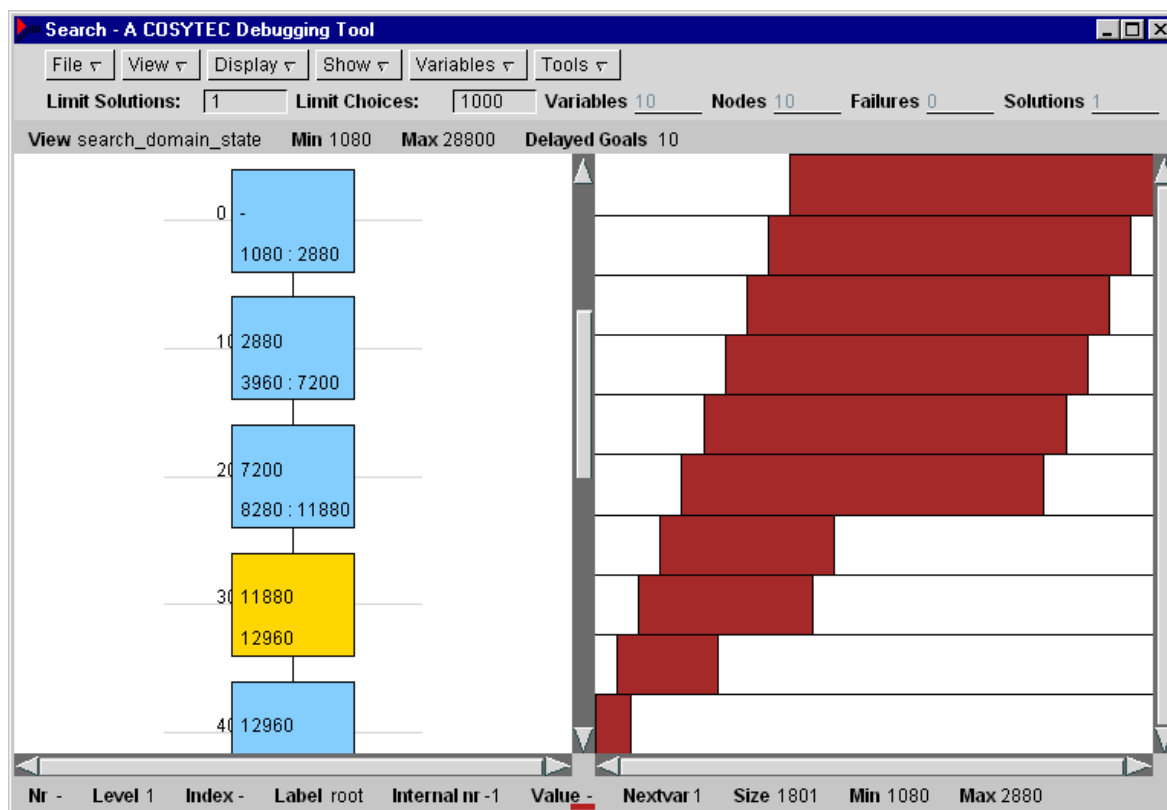 Search - A COSYTEC Debugging Tool
File View Display Show Variables Tools
Limit Solutions: 1 Limit Choices: 1000 Variables 10 Nodes 10 Failures 0 Solutions 1
View search_domain_state Min 1080 Max 28800 Delayed Goals 10
0 -
1080 : 2880
10 2880
3960 : 7200
20 7200
8280 : 11880
30 11880
12960
40 12960
Nr - Level 1 Index - Label root Internal nr -1 Value - Nextvar 1 Size 1801 Min 1080 Max 2880